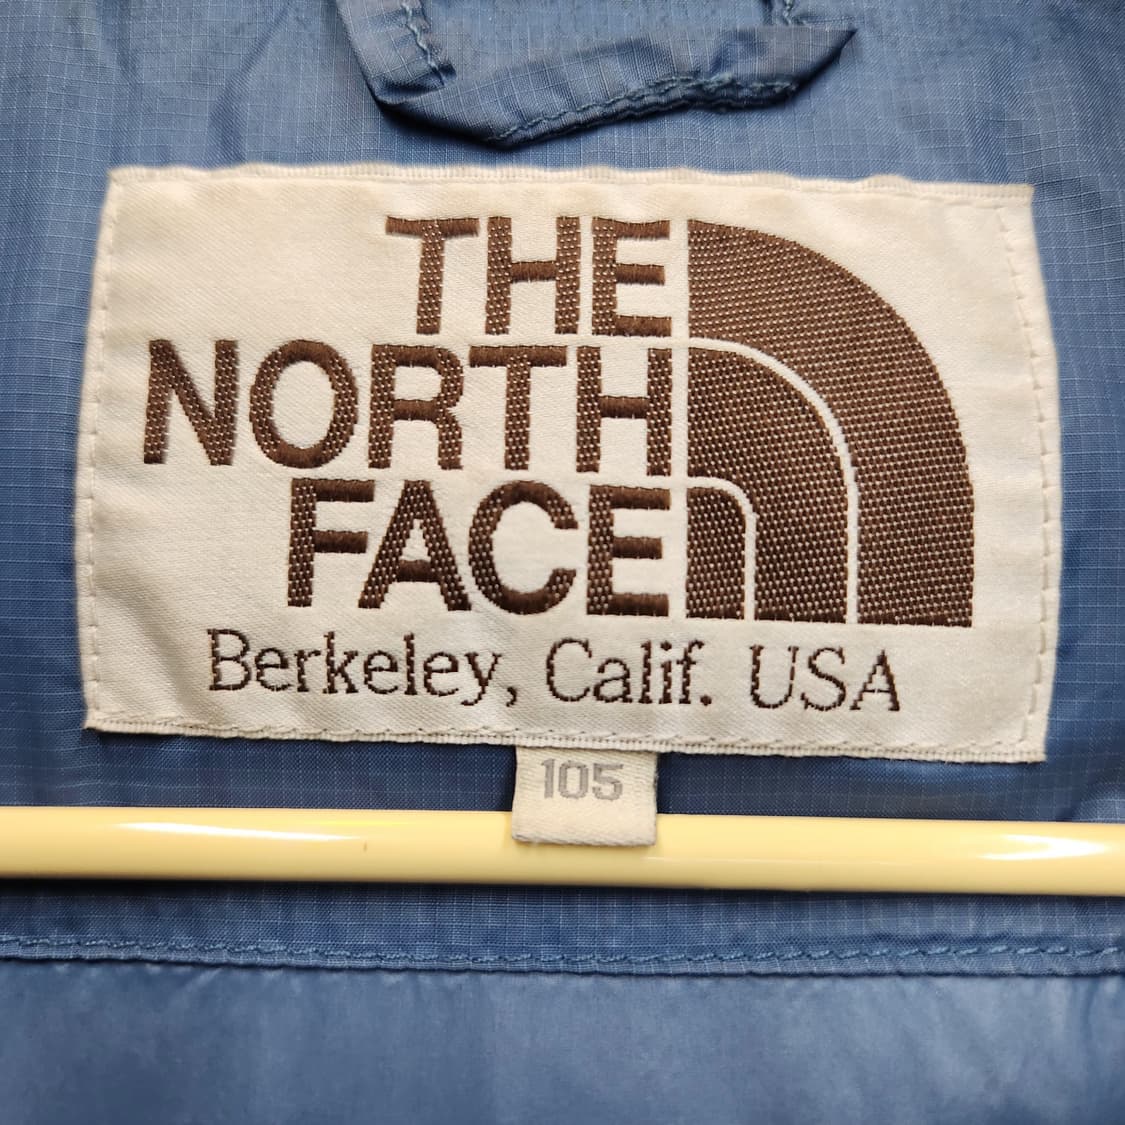 THE
NORTH
FACE
Berkeley, Calif. USA
105